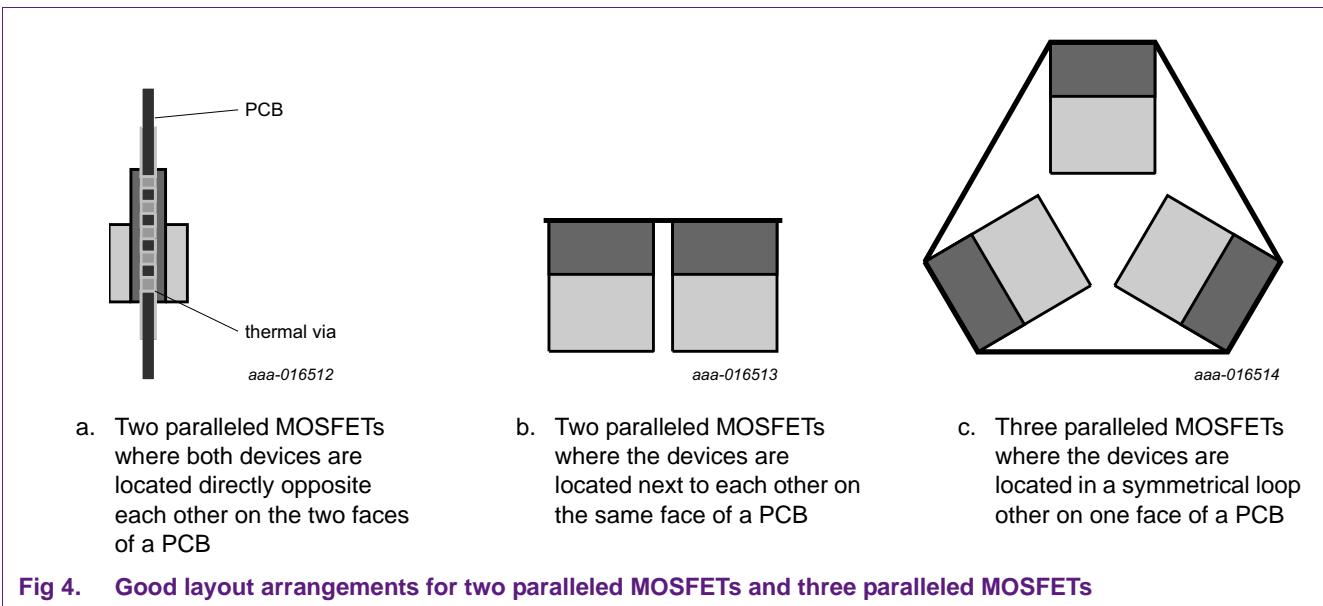 PCB
thermal via
aaa-016512
aaa-016513
aaa-016514
a. Two paralleled MOSFETs
where both devices are
located directly opposite
each other on the two faces
of a PCB
b. Two paralleled MOSFETs
where the devices are
located next to each other on
the same face of a PCB
c. Three paralleled MOSFETs
where the devices are
located in a symmetrical loop
other on one face of a PCB
Fig 4. Good layout arrangements for two paralleled MOSFETs and three paralleled MOSFETs